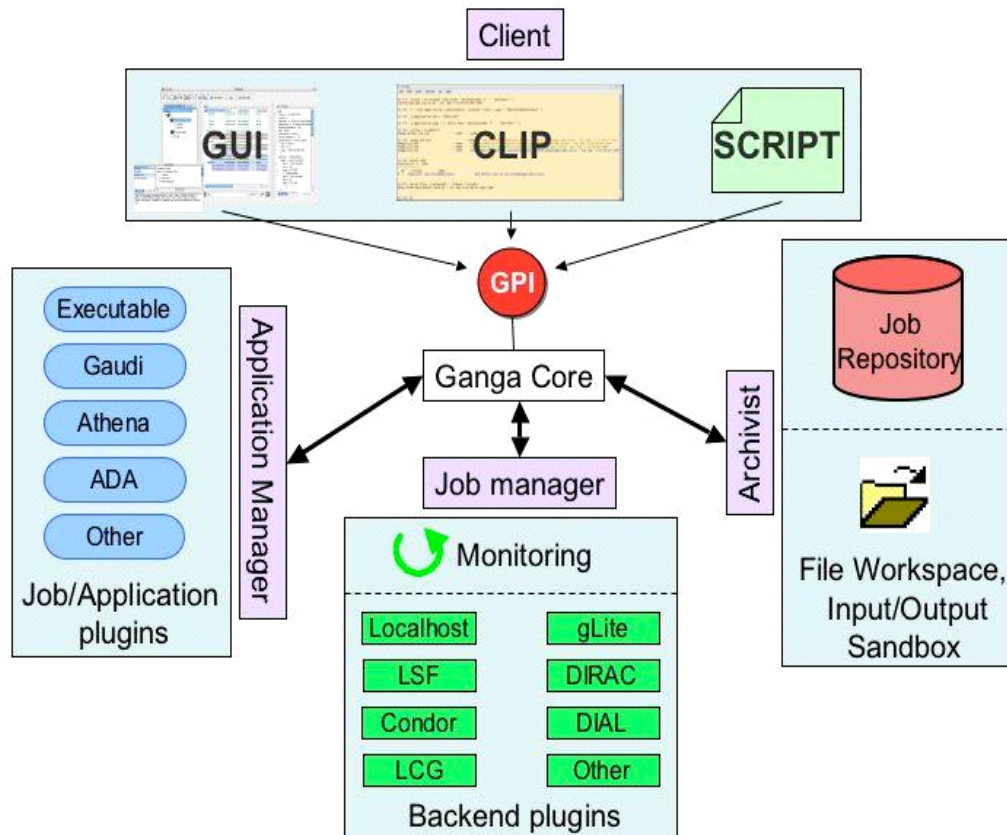 Client
GUI
CLIP
SCRIPT
GPI
Executable
Gaudi
Athena
ADA
Other
Job/Application
plugins
Application Manager
Ganga Core
Job manager
Archivist
Job
Repository
File Workspace,
Input/Output
Sandbox
Monitoring
Localhost
gLite
LSF
DIRAC
Condor
DIAL
LCG
Other
Backend plugins